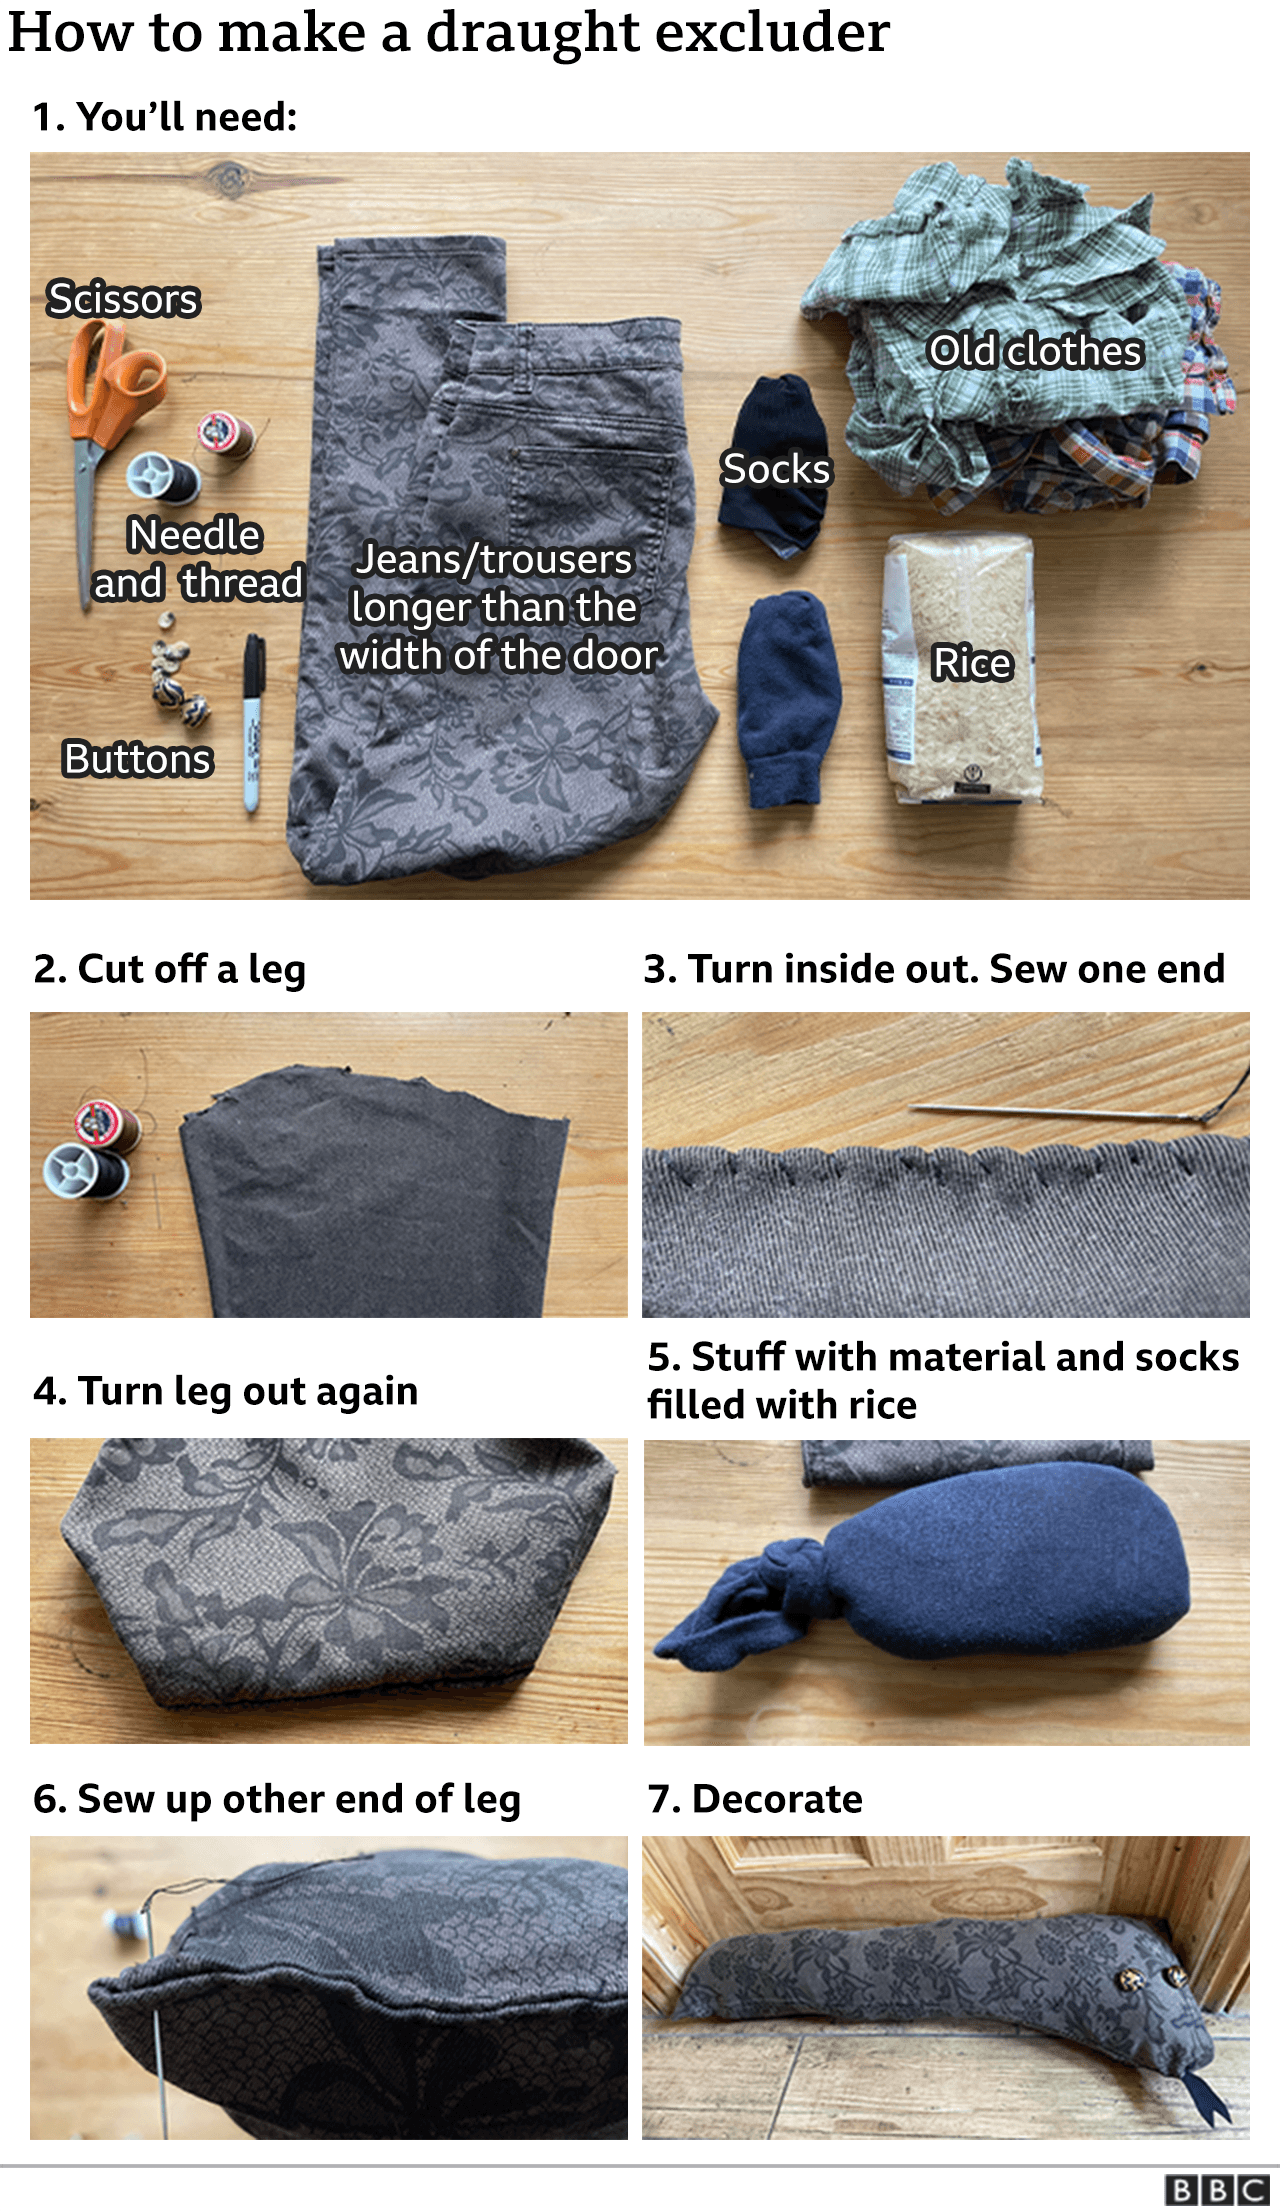 How to make a draught excluder
1. You’ll need:
Scissors
Old clothes
Socks
Needle
and thread
Jeans/trousers
longer than the
width of the door
Rice
Buttons
2. Cut off a leg
3. Turn inside out. Sew one end
4. Turn leg out again
5. Stuff with material and socks
filled with rice
6. Sew up other end of leg
7. Decorate
BBC